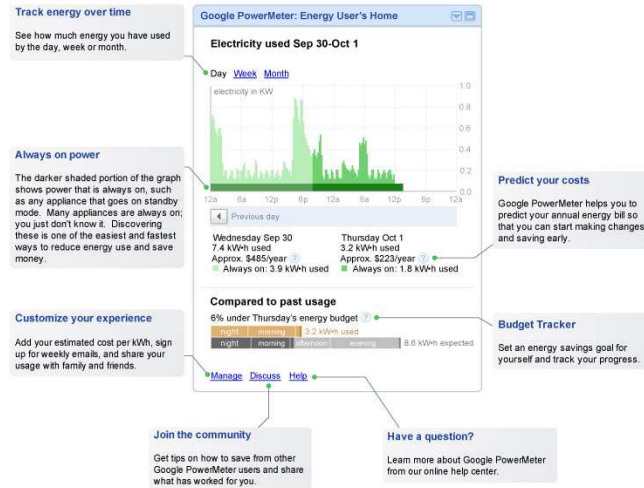 Track energy over time
See how much energy you have used
by the day, week or month.
Always on power
The darker shaded portion of the graph
shows power that is always on, such
as any appliance that goes on standby
mode. Many appliances are always on;
you just don't know it. Discovering
these is one of the easiest and fastest
ways to reduce energy use and save
money.
Customize your experience
Add your estimated cost per kWh, sign
up for weekly emails, and share your
usage with family and friends.
Google PowerMeter: Energy User's Home
Electricity used Sep 30-Oct 1
Day Week Month
electricity in KW
1.0
0.8
0.6
0.4
0.2
0.0
12a 6a 12p 6p 12a 6a 12p 6p 12a
Previous day
Wednesday Sep 30
7.4 kW•h used
Approx. $485/year ?
Always on: 3.9 kW•h used
Thursday Oct 1
3.2 kW•h used
Approx. $223/year ?
Always on: 1.8 kW•h used
Compared to past usage
6% under Thursday's energy budget ?
night morning 3.2 kW•h used
night morning afternoon evening 8.6 kW•h expected
Manage Discuss Help
Predict your costs
Google PowerMeter helps you to
predict your annual energy bill so
that you can start making changes
and saving early.
Budget Tracker
Set an energy savings goal for
yourself and track your progress.
Join the community
Get tips on how to save from other
Google PowerMeter users and share
what has worked for you.
Have a question?
Learn more about Google PowerMeter
from our online help center.